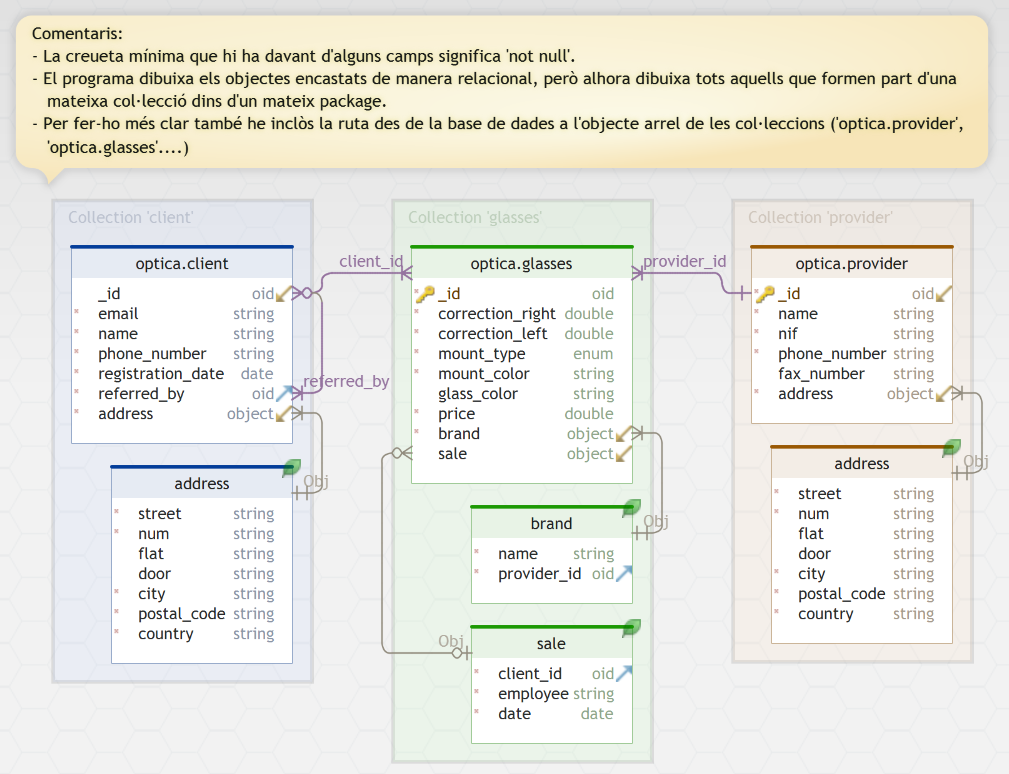 Comentaris:
- La creueta mínima que hi ha davant d'alguns camps significa 'not null'.
- El programa dibuixa els objectes encastats de manera relacional, però alhora dibuixa tots aquells que formen part d'una
mateixa col·lecció dins d'un mateix package.
- Per fer-ho més clar també he inclòs la ruta des de la base de dades a l'objecte arrel de les col·leccions ('optica.provider',
'optica.glasses'....)
Collection 'client'
optica.client
_id oid
* email string
* name string
* phone_number string
* registration_date date
* referred_by oid
* address object
address
* street string
* num string
flat string
door string
* city string
* postal_code string
* country string
Obj
client_id
referred_by
Collection 'glasses'
optica.glasses
* _id oid
* correction_right double
* correction_left double
* mount_type enum
* mount_color string
* glass_color string
* price double
* brand object
sale object
brand
* name string
* provider_id oid
Obj
sale
* client_id oid
* employee string
* date date
Obj
provider_id
Collection 'provider'
optica.provider
* _id oid
* name string
* nif string
* phone_number string
fax_number string
* address object
address
* street string
* num string
flat string
door string
* city string
* postal_code string
* country string
Obj